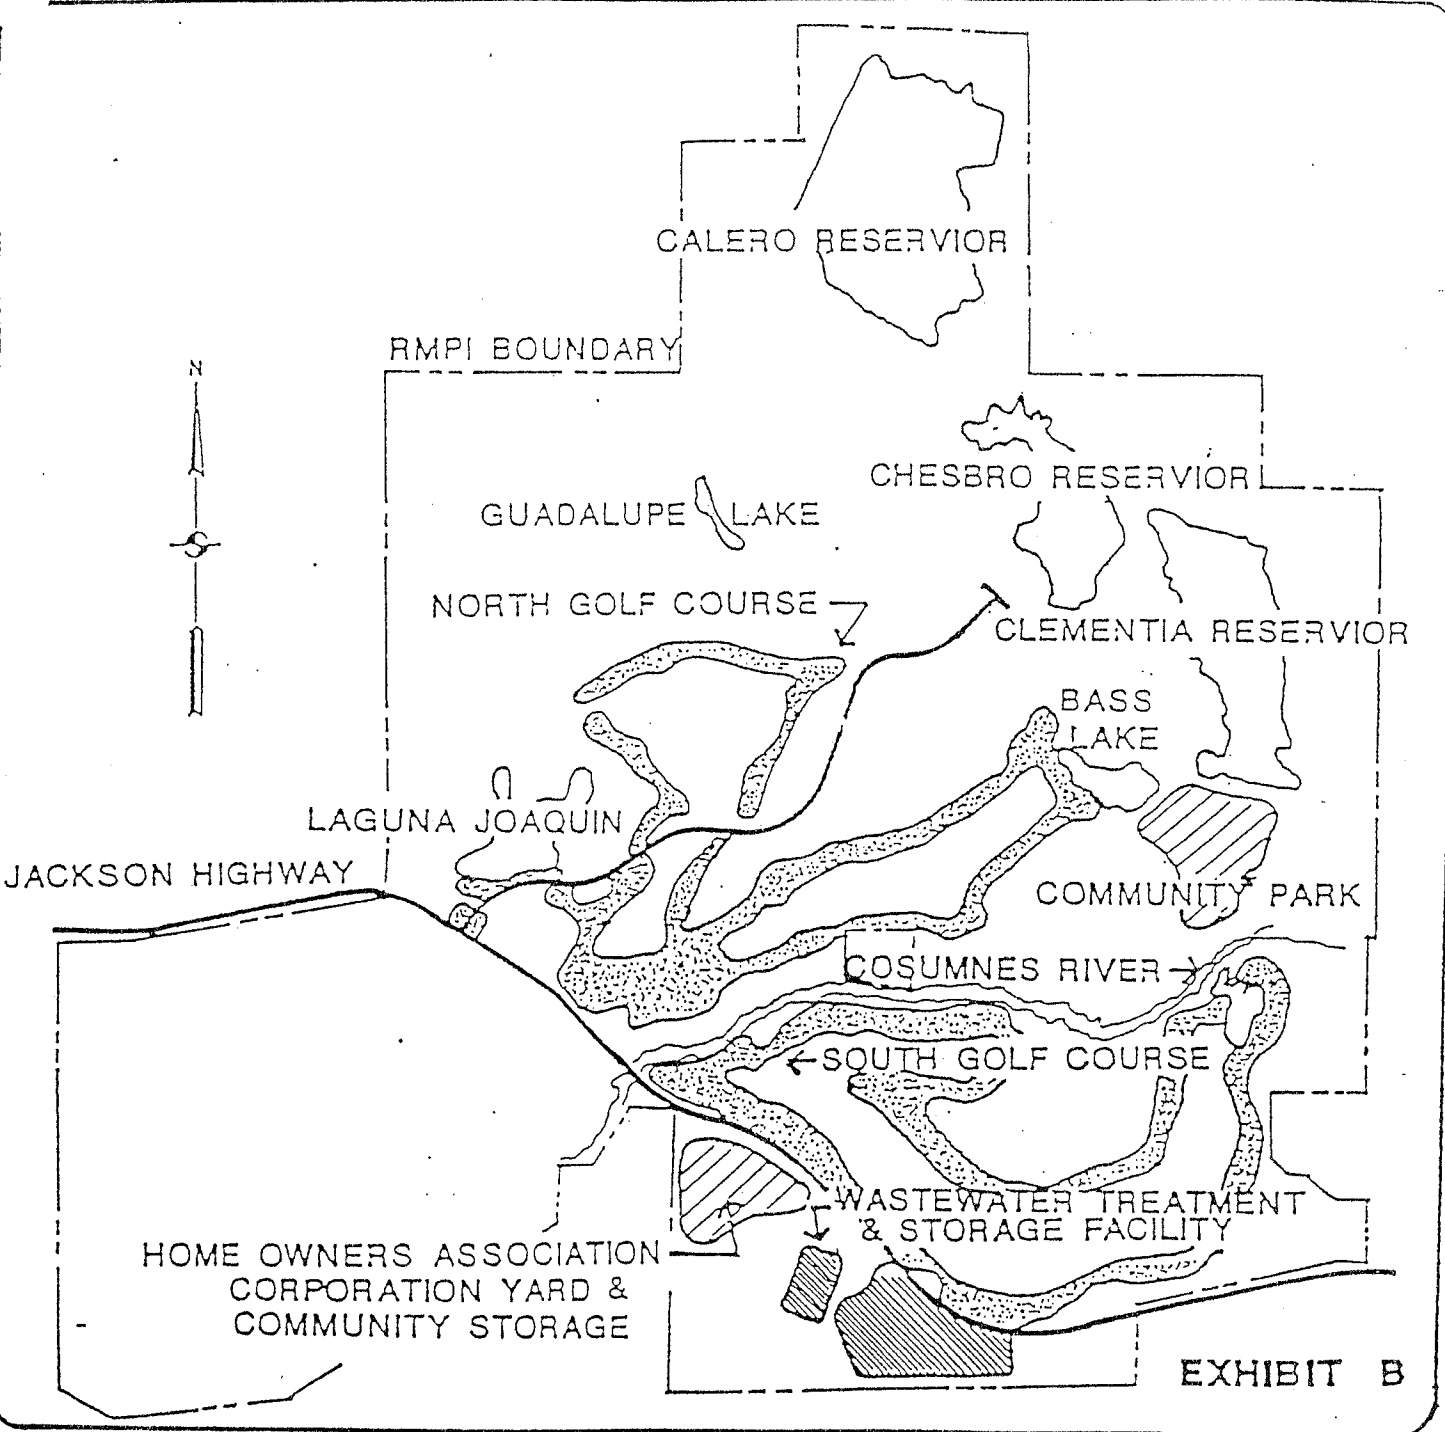 CALERO RESERVIOR
RMPI BOUNDARY
N
CHESBRO RESERVIOR
GUADALUPE LAKE
NORTH GOLF COURSE
CLEMENTIA RESERVIOR
BASS
LAKE
LAGUNA JOAQUIN
JACKSON HIGHWAY
COMMUNITY PARK
COSUMNES RIVER
SOUTH GOLF COURSE
WASTEWATER TREATMENT
& STORAGE FACILITY
HOME OWNERS ASSOCIATION
CORPORATION YARD &
COMMUNITY STORAGE
EXHIBIT B